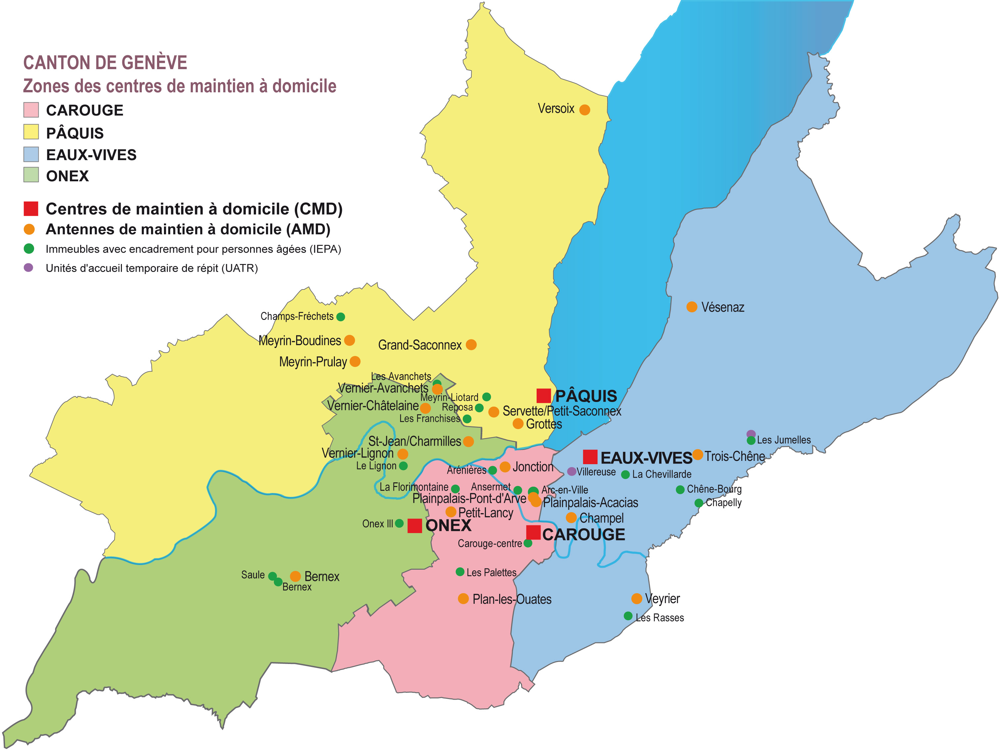 CANTON DE GENÈVE
Zones des centres de maintien à domicile
CAROUGE
PÂQUIS
EAUX-VIVES
ONEX
Centres de maintien à domicile (CMD)
Antennes de maintien à domicile (AMD)
Immeubles avec encadrement pour personnes âgées (IEPA)
Unités d'accueil temporaire de répit (UATR)
Versoix
Vésenaz
Champs-Fréchets
Meyrin-Boudines
Grand-Saconnex
Meyrin-Prulay
Les Avanchets
Vernier-Avanchets
Meyrin-Liotard
PÂQUIS
Vernier-Châtelaine
Reposa
Servette/Petit-Saconnex
Les Franchises
Grottes
St-Jean/Charmilles
Les Jumelles
Vernier-Lignon
EAUX-VIVES
Trois-Chêne
Le Lignon
Arénières
Jonction
Villereuse
La Chevillarde
La Florimontaine
Ansermet
Arc-en-Ville
Chêne-Bourg
Plainpalais-Pont-d'Arve
Plainpalais-Acacias
Chapelly
Petit-Lancy
Champel
Onex III
ONEX
CAROUGE
Carouge-centre
Les Palettes
Saule
Bernex
Bernex
Plan-les-Ouates
Veyrier
Les Rasses